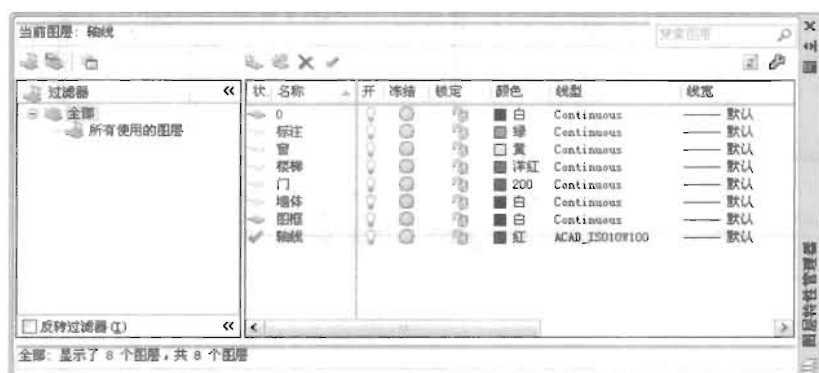 当前图层: 轴线
搜索图层
过滤器
全部
所有使用的图层
反转过滤器(I)
状. 名称 开 冻结 锁定 颜色 线型 线宽
0 白 Continuous 默认
标注 绿 Continuous 默认
窗 黄 Continuous 默认
楼梯 洋红 Continuous 默认
门 200 Continuous 默认
墙体 白 Continuous 默认
图框 白 Continuous 默认
轴线 红 ACAD_ISO10W100 默认
全部: 显示了 8 个图层,共 8 个图层
图层特性管理器